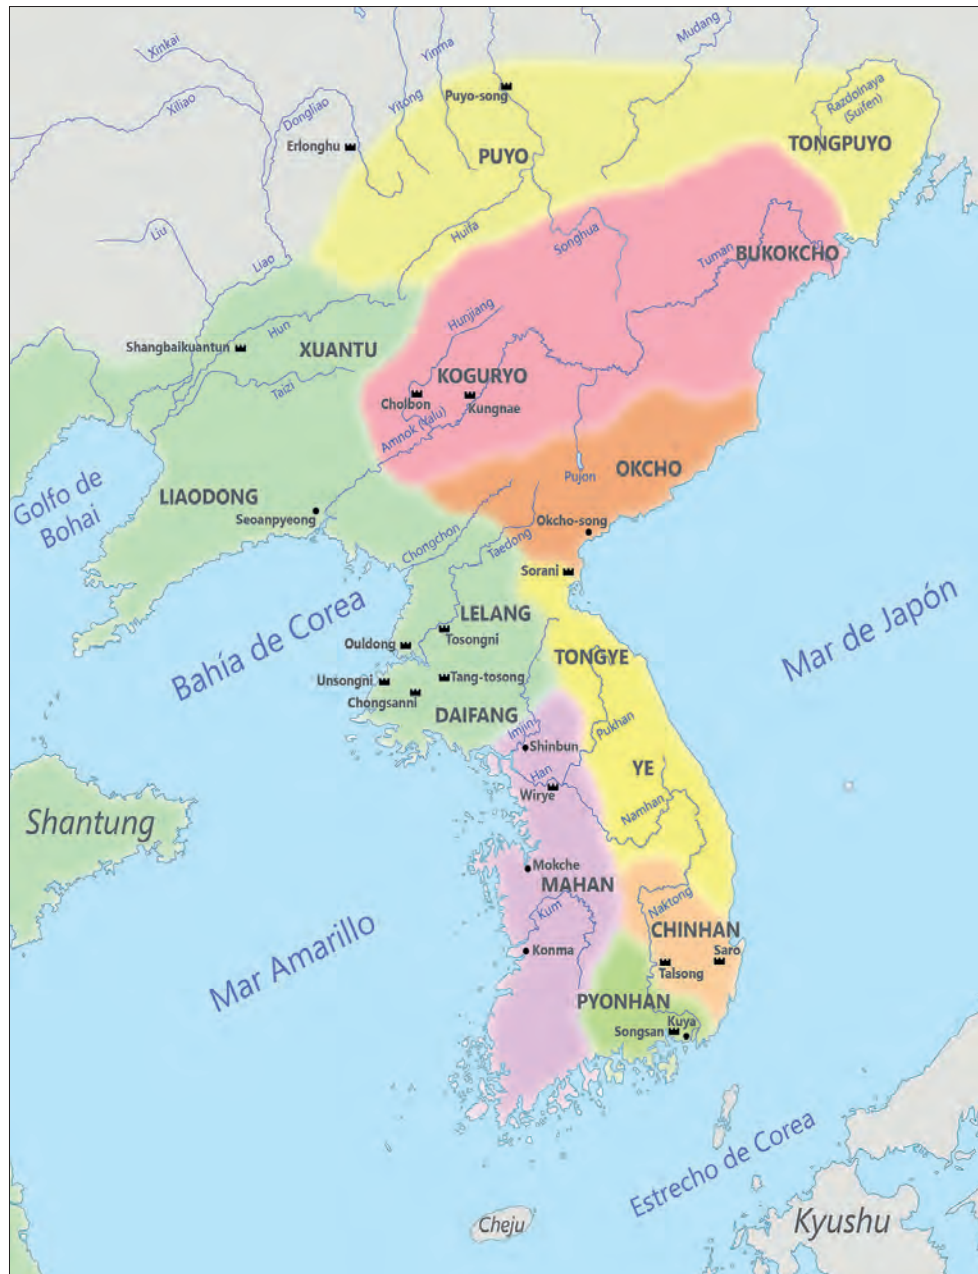 Xinkai
Yinma
Mudang
Xiliao
Dongliao
Yitong
Puyo-song
Razdolnaya
(Suifen)
Erlonghu
PUYO
TONGPUYO
Liu
Liao
Huifa
Songhua
Tuman
BUKOKCHO
Hun
Hunjiang
Shangbaikuantun
XUANTU
Taizi
KOGURYO
Cholbon
Kungnae
Amnok (Yalu)
OKCHO
Pujon
Golfo de
Bohai
LIAODONG
Seoanpyeong
Okcho-song
Chongchon
Taedong
Sorani
Bahía de Corea
LELANG
Tosongni
Ouldong
TONGYE
Mar de Japón
Unsongni
Tang-tosong
Chongsanni
DAIFANG
Imjin
Pukhan
Shinbun
YE
Han
Wirye
Namhan
Shantung
Mokche
MAHAN
Kum
Naktong
CHINHAN
Mar Amarillo
Konma
Saro
Talsong
PYONHAN
Kuya
Songsan
Estrecho de Corea
Cheju
Kyushu